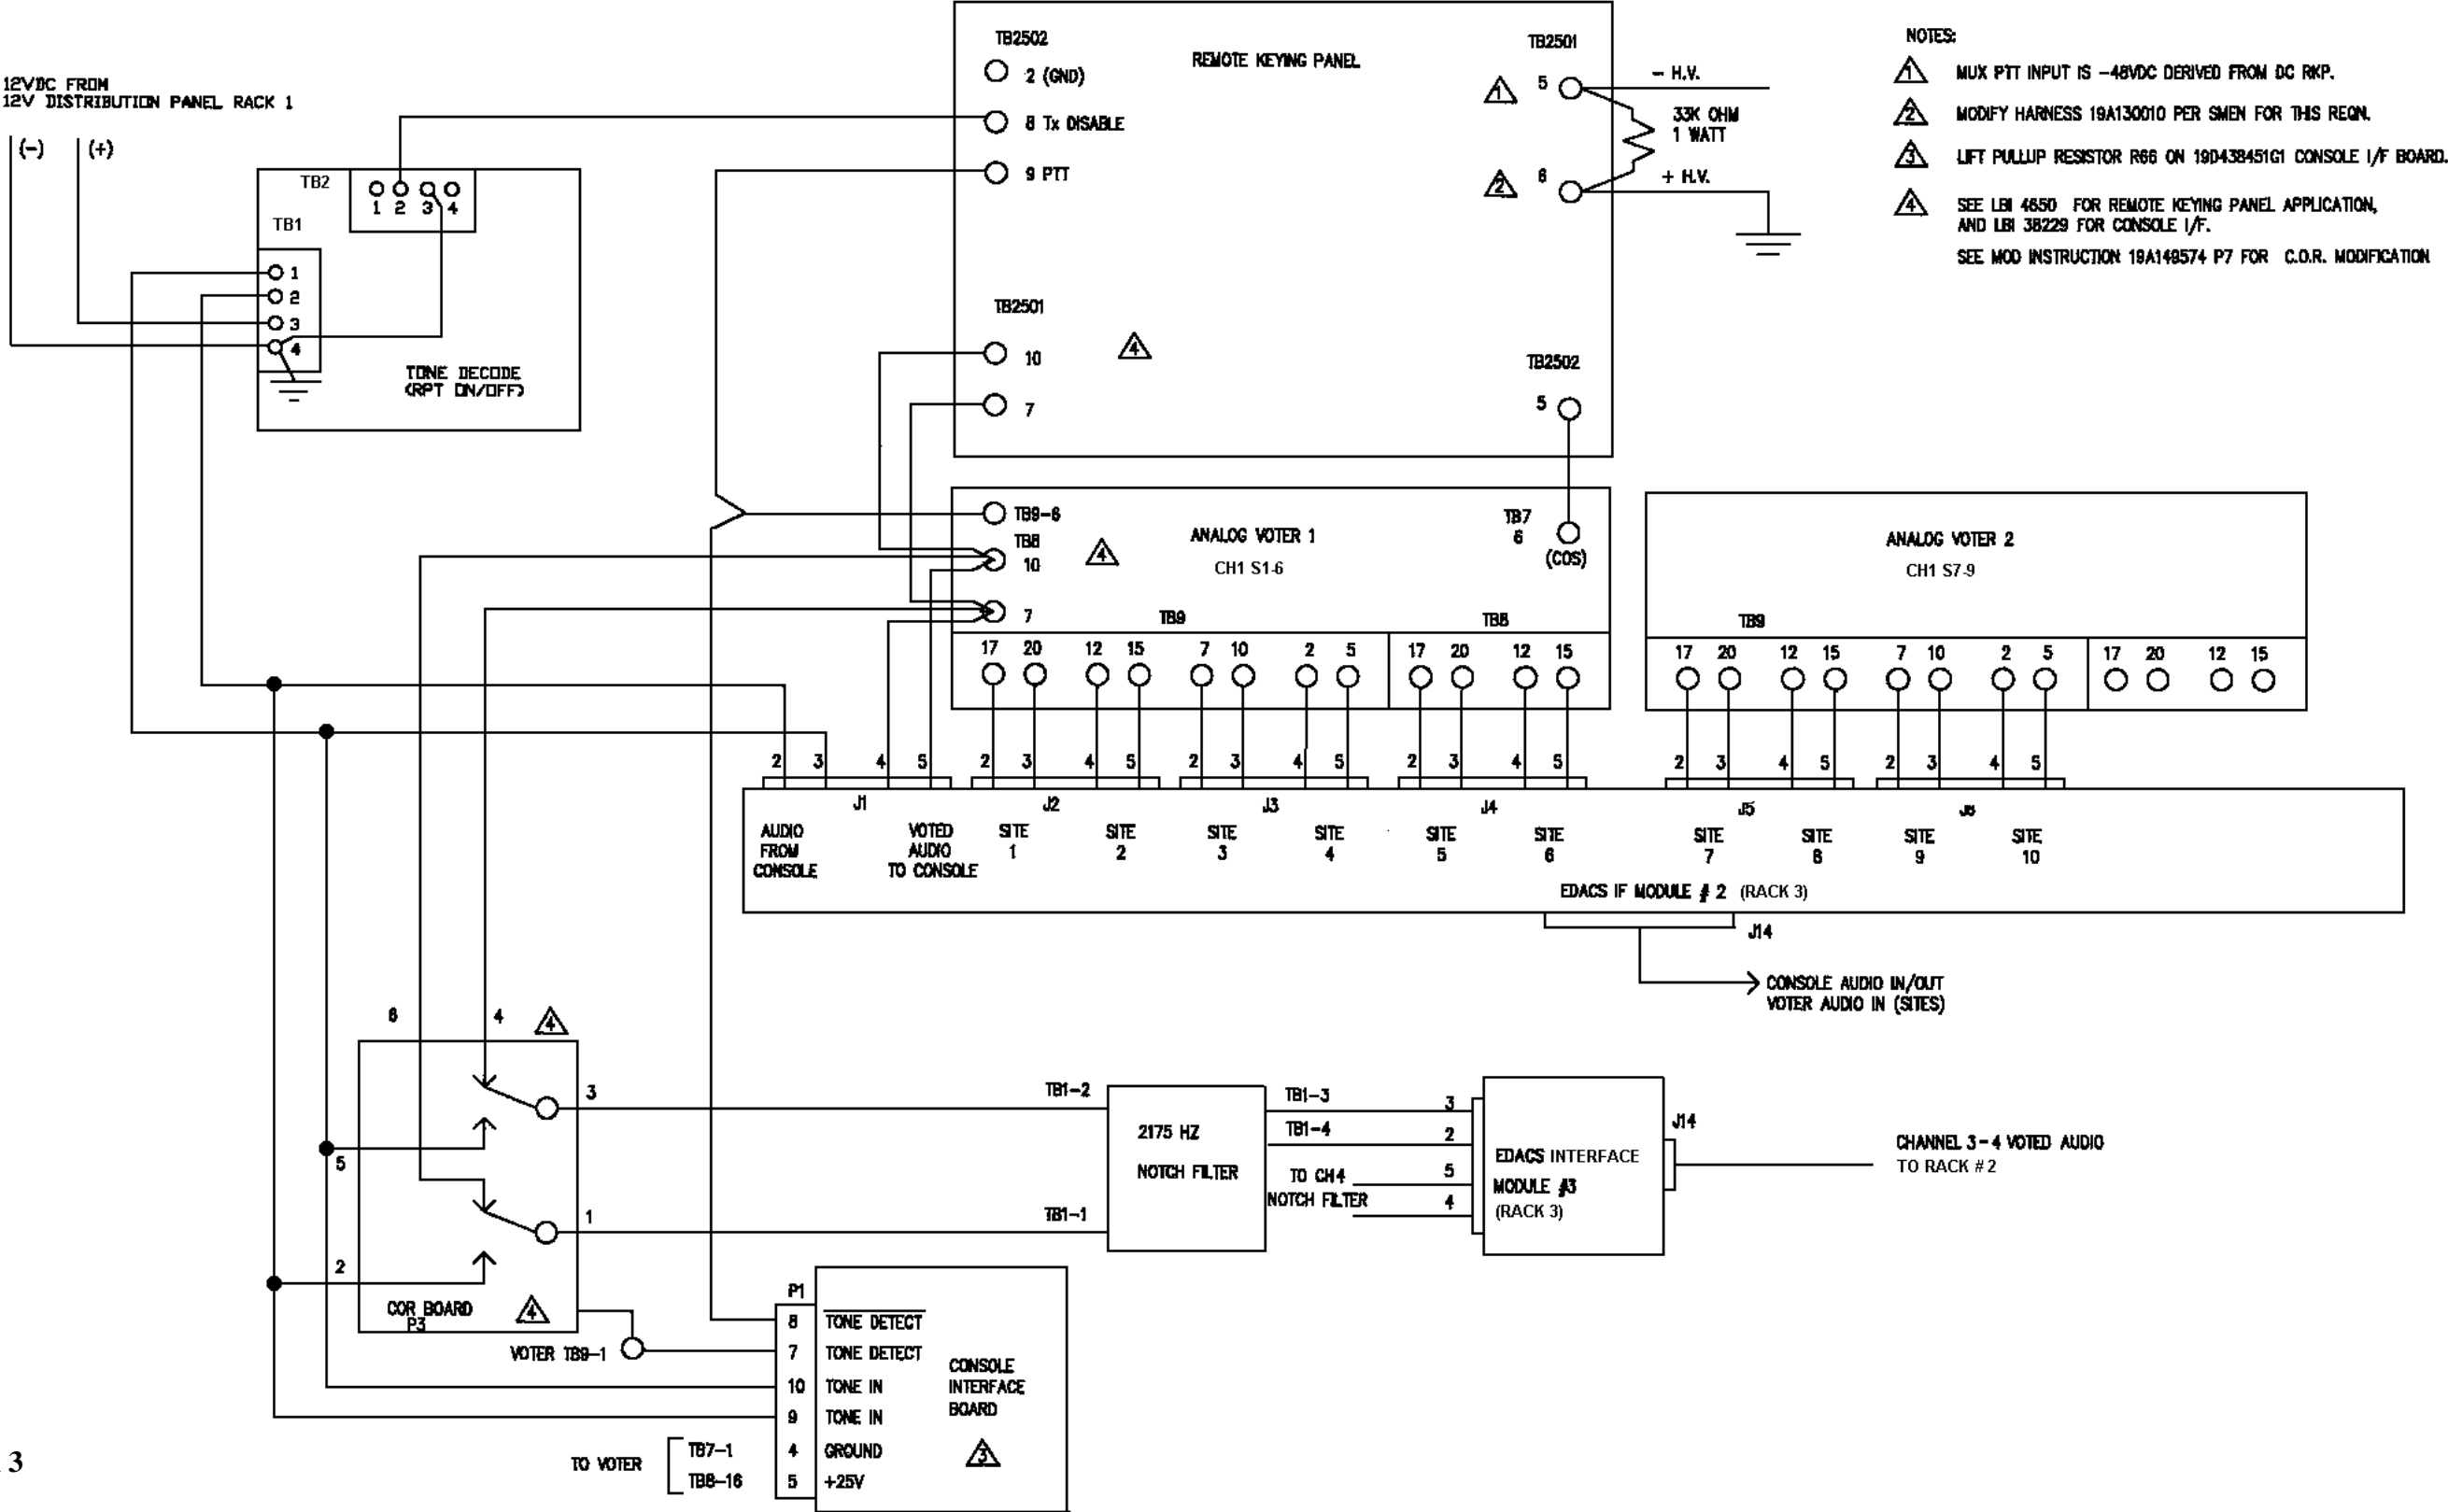 12VDC FROM
12V DISTRIBUTION PANEL RACK 1
(-)
(+)
TB2
1 2 3 4
TB1
1
2
3
4
TONE DECODE
(RPT ON/OFF)
TB2502
2 (GND)
8 Tx DISABLE
9 PTT
REMOTE KEYING PANEL
TB2501
1
5
- H.V.
33K OHM
1 WATT
2
6
+ H.V.
TB2501
10
4
7
TB2502
5
NOTES:
1 MUX PTT INPUT IS -48VDC DERIVED FROM DC RKP.
2 MODIFY HARNESS 19A130010 PER SMEN FOR THIS REQN.
3 LIFT PULLUP RESISTOR R66 ON 19D438451G1 CONSOLE I/F BOARD.
4 SEE LBI 4650 FOR REMOTE KEYING PANEL APPLICATION,
AND LBI 38229 FOR CONSOLE I/F.
SEE MOD INSTRUCTION 19A149574 P7 FOR C.O.R. MODIFICATION
TB9-6
TB8
10
4
7
ANALOG VOTER 1
CH1 S1-6
TB7
6
(COS)
TB9
TB8
17 20 12 15 7 10 2 5 17 20 12 15
ANALOG VOTER 2
CH1 S7-9
TB9
17 20 12 15 7 10 2 5 17 20 12 15
2 3 4 5 2 3 4 5 2 3 4 5 2 3 4 5 2 3 4 5 2 3 4 5
J1 J2 J3 J4 J5 J6
AUDIO
FROM
CONSOLE
VOTED
AUDIO
TO CONSOLE
SITE
1
SITE
2
SITE
3
SITE
4
SITE
5
SITE
6
SITE
7
SITE
8
SITE
9
SITE
10
EDACS IF MODULE # 2 (RACK 3)
J14
CONSOLE AUDIO IN/OUT
VOTER AUDIO IN (SITES)
6
4
4
3
5
1
2
COR BOARD
P3
4
VOTER TB9-1
TB1-2
TB1-1
2175 HZ
NOTCH FILTER
TB1-3
TB1-4
TO CH4
NOTCH FILTER
3
2
5
4
EDACS INTERFACE
MODULE #3
(RACK 3)
J14
CHANNEL 3-4 VOTED AUDIO
TO RACK #2
P1
8 TONE DETECT
7 TONE DETECT
10 TONE IN
9 TONE IN
4 GROUND
5 +25V
CONSOLE
INTERFACE
BOARD
3
TO VOTER
TB7-1
TB8-16
3